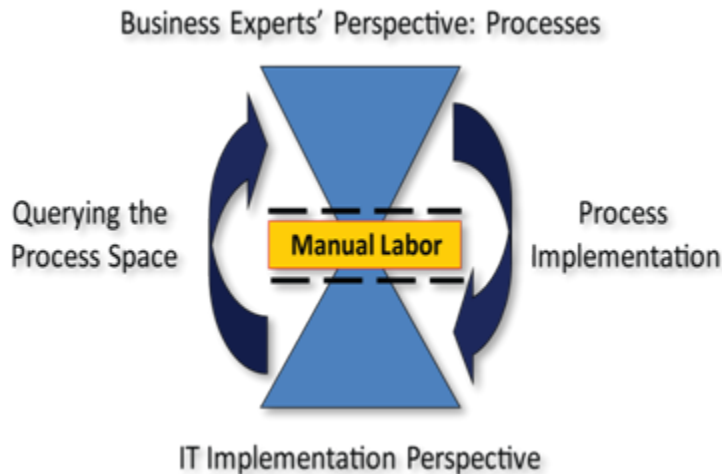 Business Experts' Perspective: Processes
Querying the
Process Space
Manual Labor
Process
Implementation
IT Implementation Perspective